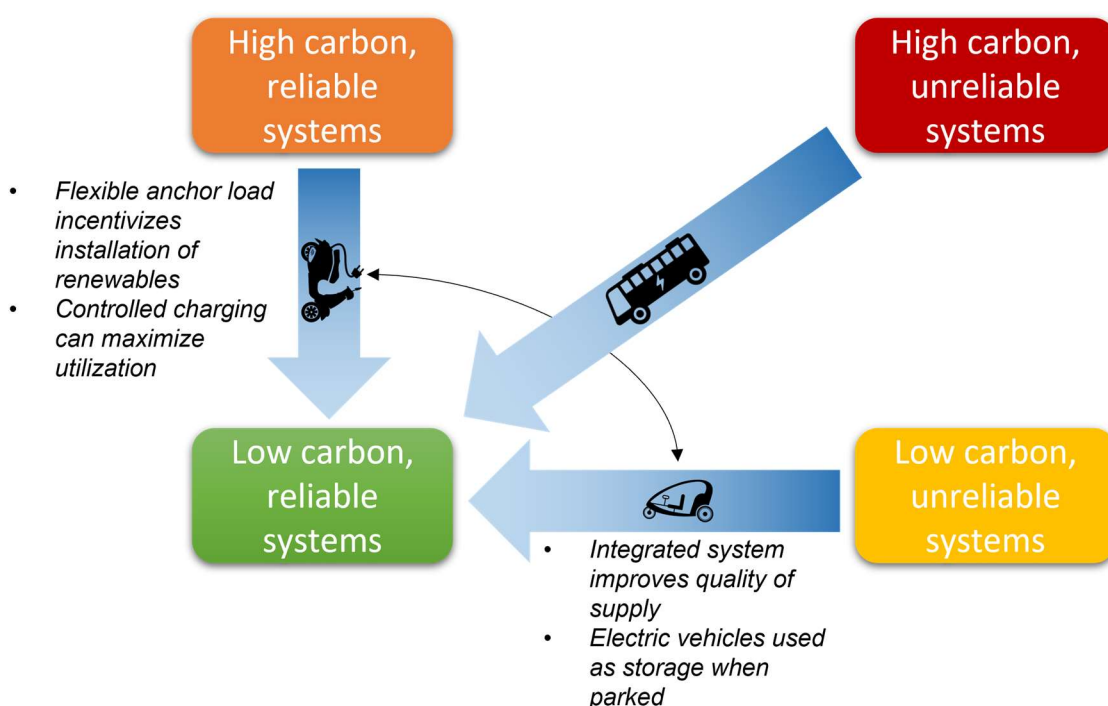 High carbon,
reliable
systems
High carbon,
unreliable
systems
• Flexible anchor load
incentivizes
installation of
renewables
• Controlled charging
can maximize
utilization
Low carbon,
reliable
systems
Low carbon,
unreliable
systems
• Integrated system
improves quality of
supply
• Electric vehicles used
as storage when
parked